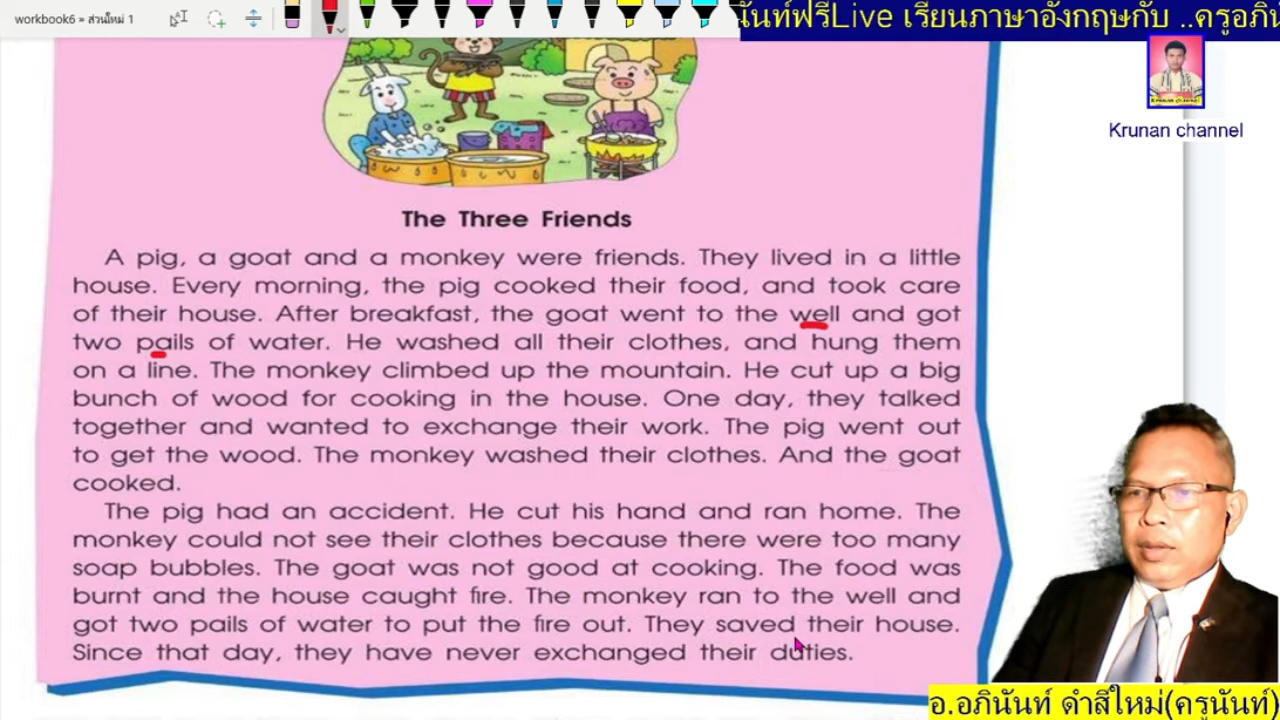 workbook6 » ส่วนใหม่ 1
นันท์ฟรีLive เรียนภาษาอังกฤษกับ ..ครูอภินั
Krunan channel
Krunan channel
The Three Friends
A pig, a goat and a monkey were friends. They lived in a little
house. Every morning, the pig cooked their food, and took care
of their house. After breakfast, the goat went to the well and got
two pails of water. He washed all their clothes, and hung them
on a line. The monkey climbed up the mountain. He cut up a big
bunch of wood for cooking in the house. One day, they talked
together and wanted to exchange their work. The pig went out
to get the wood. The monkey washed their clothes. And the goat
cooked.
The pig had an accident. He cut his hand and ran home. The
monkey could not see their clothes because there were too many
soap bubbles. The goat was not good at cooking. The food was
burnt and the house caught fire. The monkey ran to the well and
got two pails of water to put the fire out. They saved their house.
Since that day, they have never exchanged their duties.
อ.อภินันท์ ดำสีใหม่(ครูนันท์)